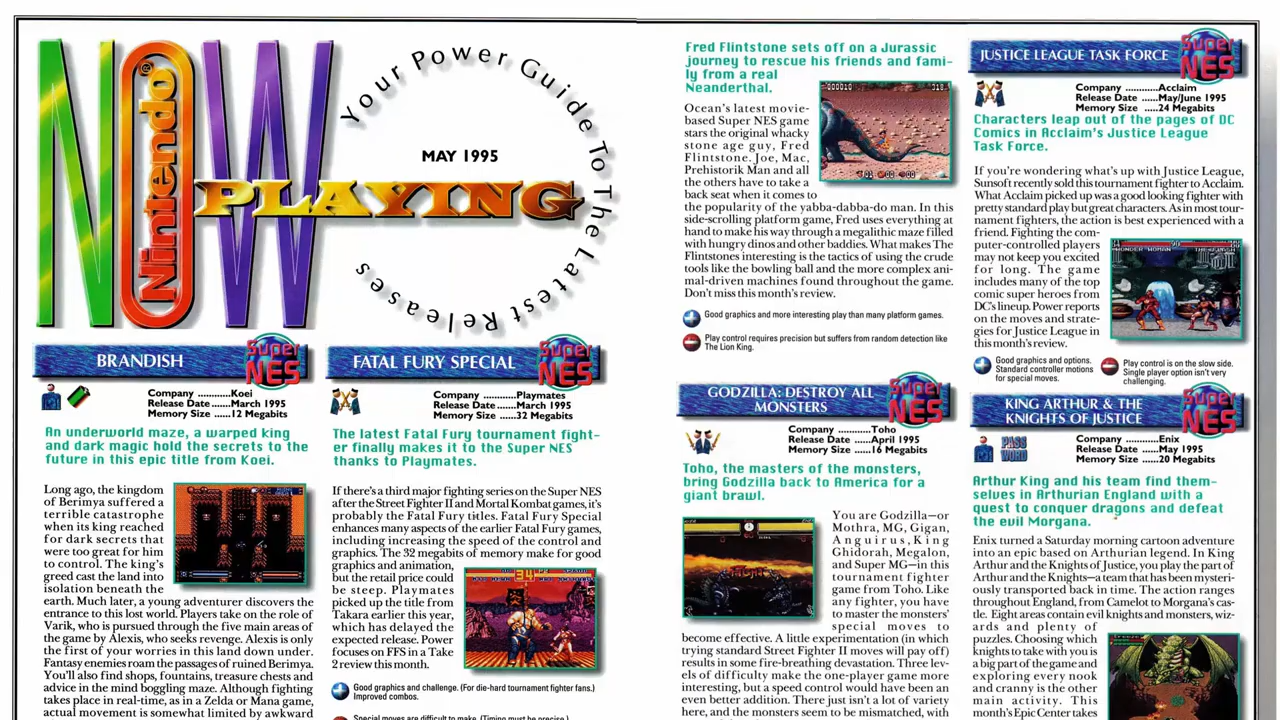 NOW
Nintendo®
PLAYING
Your Power Guide To The Latest Releases
MAY 1995
BRANDISH
Super
NES
Company ............Koei
Release Date ......March 1995
Memory Size ......12 Megabits
An underworld maze, a warped king
and dark magic hold the secrets to the
future in this epic title from Koei.
Long ago, the kingdom
of Berimya suffered a
terrible catastrophe
when its king reached
for dark secrets that
were too great for him
to control. The king's
greed cast the land into
isolation beneath the
earth. Much later, a young adventurer discovers the
entrance to this lost world. Players take on the role of
Varik, who is pursued through the five main areas of
the game by Alexis, who seeks revenge. Alexis is only
the first of your worries in this land down under.
Fantasy enemies roam the passages of ruined Berimya.
You'll also find shops, fountains, treasure chests and
advice in the mind boggling maze. Although fighting
takes place in real-time, as in a Zelda or Mana game,
actual movement is somewhat limited by awkward
FATAL FURY SPECIAL
Super
NES
Company ............Playmates
Release Date ......March 1995
Memory Size ......32 Megabits
The latest Fatal Fury tournament fight-
er finally makes it to the Super NES
thanks to Playmates.
If there's a third major fighting series on the Super NES
after the Street Fighter II and Mortal Kombat games, it's
probably the Fatal Fury titles. Fatal Fury Special
enhances many aspects of the earlier Fatal Fury games,
including increasing the speed of the control and
graphics. The 32 megabits of memory make for good
graphics and animation,
but the retail price could
be steep. Playmates
picked up the title from
Takara earlier this year,
which has delayed the
expected release. Power
focuses on FFS in a Take
2 review this month.
Good graphics and challenge. (For die-hard tournament fighter fans.)
Improved combos.
Special moves are difficult to make. (Timing must be precise.)
Fred Flintstone sets off on a Jurassic
journey to rescue his friends and fami-
ly from a real
Neanderthal.
Ocean's latest movie-
based Super NES game
stars the original whacky
stone age guy, Fred
Flintstone. Joe, Mac,
Prehistorik Man and all
the others have to take a
back seat when it comes to
the popularity of the yabba-dabba-do man. In this
side-scrolling platform game, Fred uses everything at
hand to make his way through a megalithic maze filled
with hungry dinos and other baddies. What makes The
Flintstones interesting is the tactics of using the crude
tools like the bowling ball and the more complex ani-
mal-driven machines found throughout the game.
Don't miss this month's review.
Good graphics and more interesting play than many platform games.
Play control requires precision but suffers from random detection like
The Lion King.
GODZILLA: DESTROY ALL
MONSTERS
Super
NES
Company ............Toho
Release Date ......April 1995
Memory Size ......16 Megabits
Toho, the masters of the monsters,
bring Godzilla back to America for a
giant brawl.
You are Godzilla—or
Mothra, MG, Gigan,
Anguirus, King
Ghidorah, Megalon,
and Super MG—in this
tournament fighter
game from Toho. Like
any fighter, you have
to master the monsters'
special moves to
become effective. A little experimentation (in which
trying standard Street Fighter II moves will pay off)
results in some fire-breathing devastation. Three lev-
els of difficulty make the one-player game more
interesting, but a speed control would have been an
even better addition. There just isn't a lot of variety
here, and the monsters seem to be mismatched, with
JUSTICE LEAGUE TASK FORCE
Super
NES
Company ............Acclaim
Release Date ......May/June 1995
Memory Size ......24 Megabits
Characters leap out of the pages of DC
Comics in Acclaim's Justice League
Task Force.
If you're wondering what's up with Justice League,
Sunsoft recently sold this tournament fighter to Acclaim.
What Acclaim picked up was a good looking fighter with
pretty standard play but great characters. As in most tour-
nament fighters, the action is best experienced with a
friend. Fighting the com-
puter-controlled players
may not keep you excited
for long. The game
includes many of the top
comic super heroes from
DC's lineup. Power reports
on the moves and strate-
gies for Justice League in
this month's review.
WONDER WOMAN
Good graphics and options.
Standard controller motions
for special moves.
Play control is on the slow side.
Single player option isn't very
challenging.
KING ARTHUR & THE
KNIGHTS OF JUSTICE
Super
NES
PASS
WORD
Company ............Enix
Release Date ......May 1995
Memory Size ......20 Megabits
Arthur King and his team find them-
selves in Arthurian England with a
quest to conquer dragons and defeat
the evil Morgana.
Enix turned a Saturday morning cartoon adventure
into an epic based on Arthurian legend. In King
Arthur and the Knights of Justice, you play the part of
Arthur and the Knights—a team that has been mysteri-
ously transported back in time. The action ranges
throughout England, from Camelot to Morgana's cas-
tle. Eight areas contain evil knights and monsters, wiz-
ards and plenty of
puzzles. Choosing which
knights to take with you is
a big part of the game and
exploring every nook
and cranny is the other
main activity. This
month's Epic Center takes